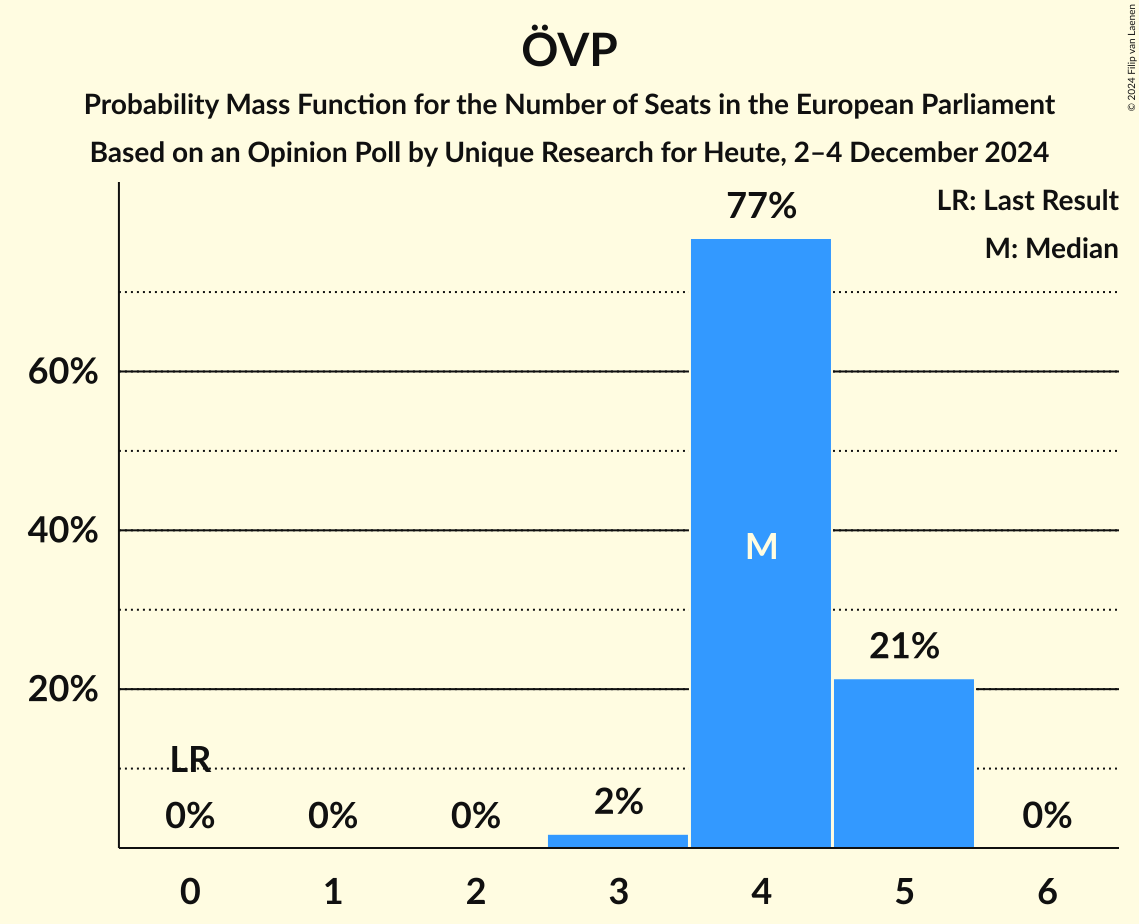 ÖVP
Probability Mass Function for the Number of Seats in the European Parliament
Based on an Opinion Poll by Unique Research for Heute, 2–4 December 2024
© 2024 Filip van Laenen
LR: Last Result
M: Median
77%
60%
40%
M
21%
20%
LR
0%
0%
0%
2%
0%
0
1
2
3
4
5
6